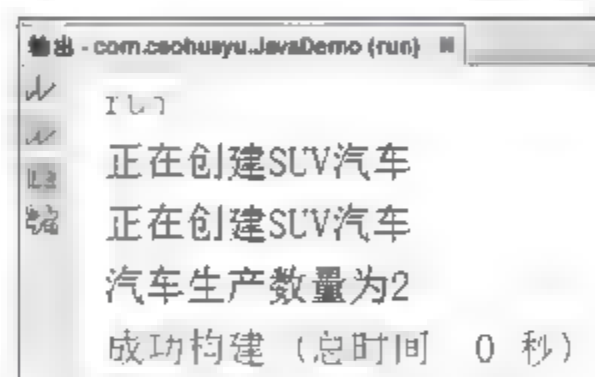 输出 - com.caohuayu.JavaDemo (run)
run
正在创建SUV汽车
正在创建SUV汽车
汽车生产数量为2
成功构建 (总时间 0 秒)